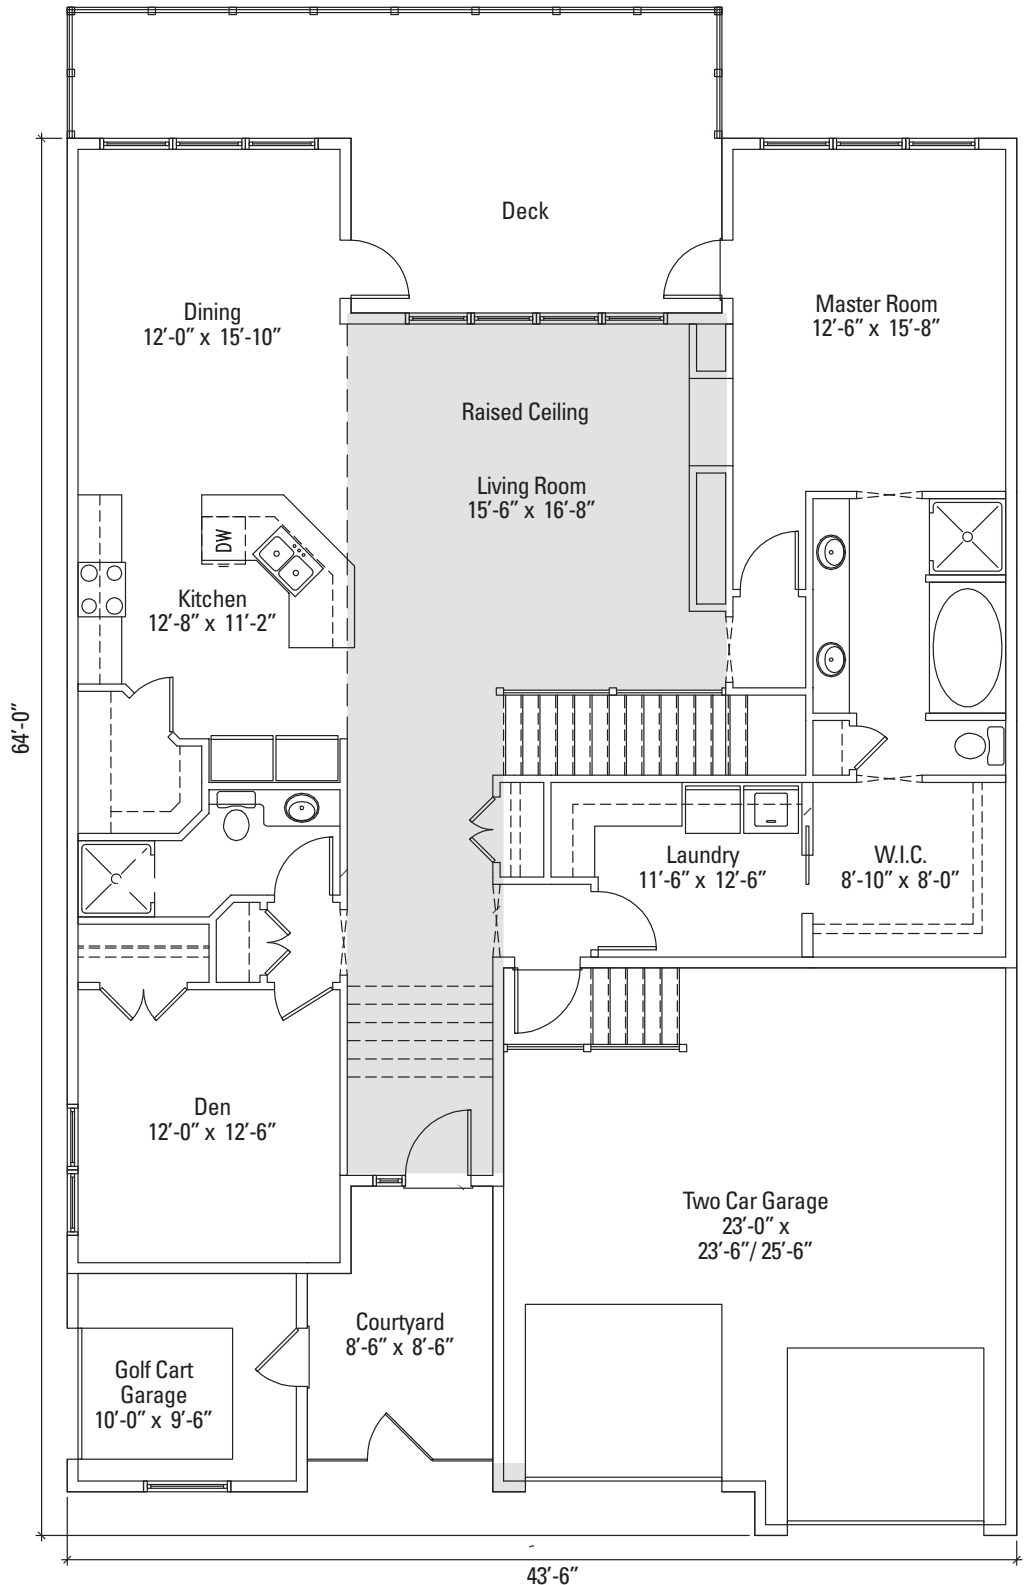 Deck
Dining
12’-0” x 15’-10”
Master Room
12’-6” x 15’-8”
Raised Ceiling
Living Room
15’-6” x 16’-8”
DW
Kitchen
12’-8” x 11’-2”
64’-0”
Laundry
11’-6” x 12’-6”
W.I.C.
8’-10” x 8’-0”
Den
12’-0” x 12’-6”
Two Car Garage
23’-0” x
23’-6”/ 25’-6”
Courtyard
8’-6” x 8’-6”
Golf Cart
Garage
10’-0” x 9’-6”
43’-6”